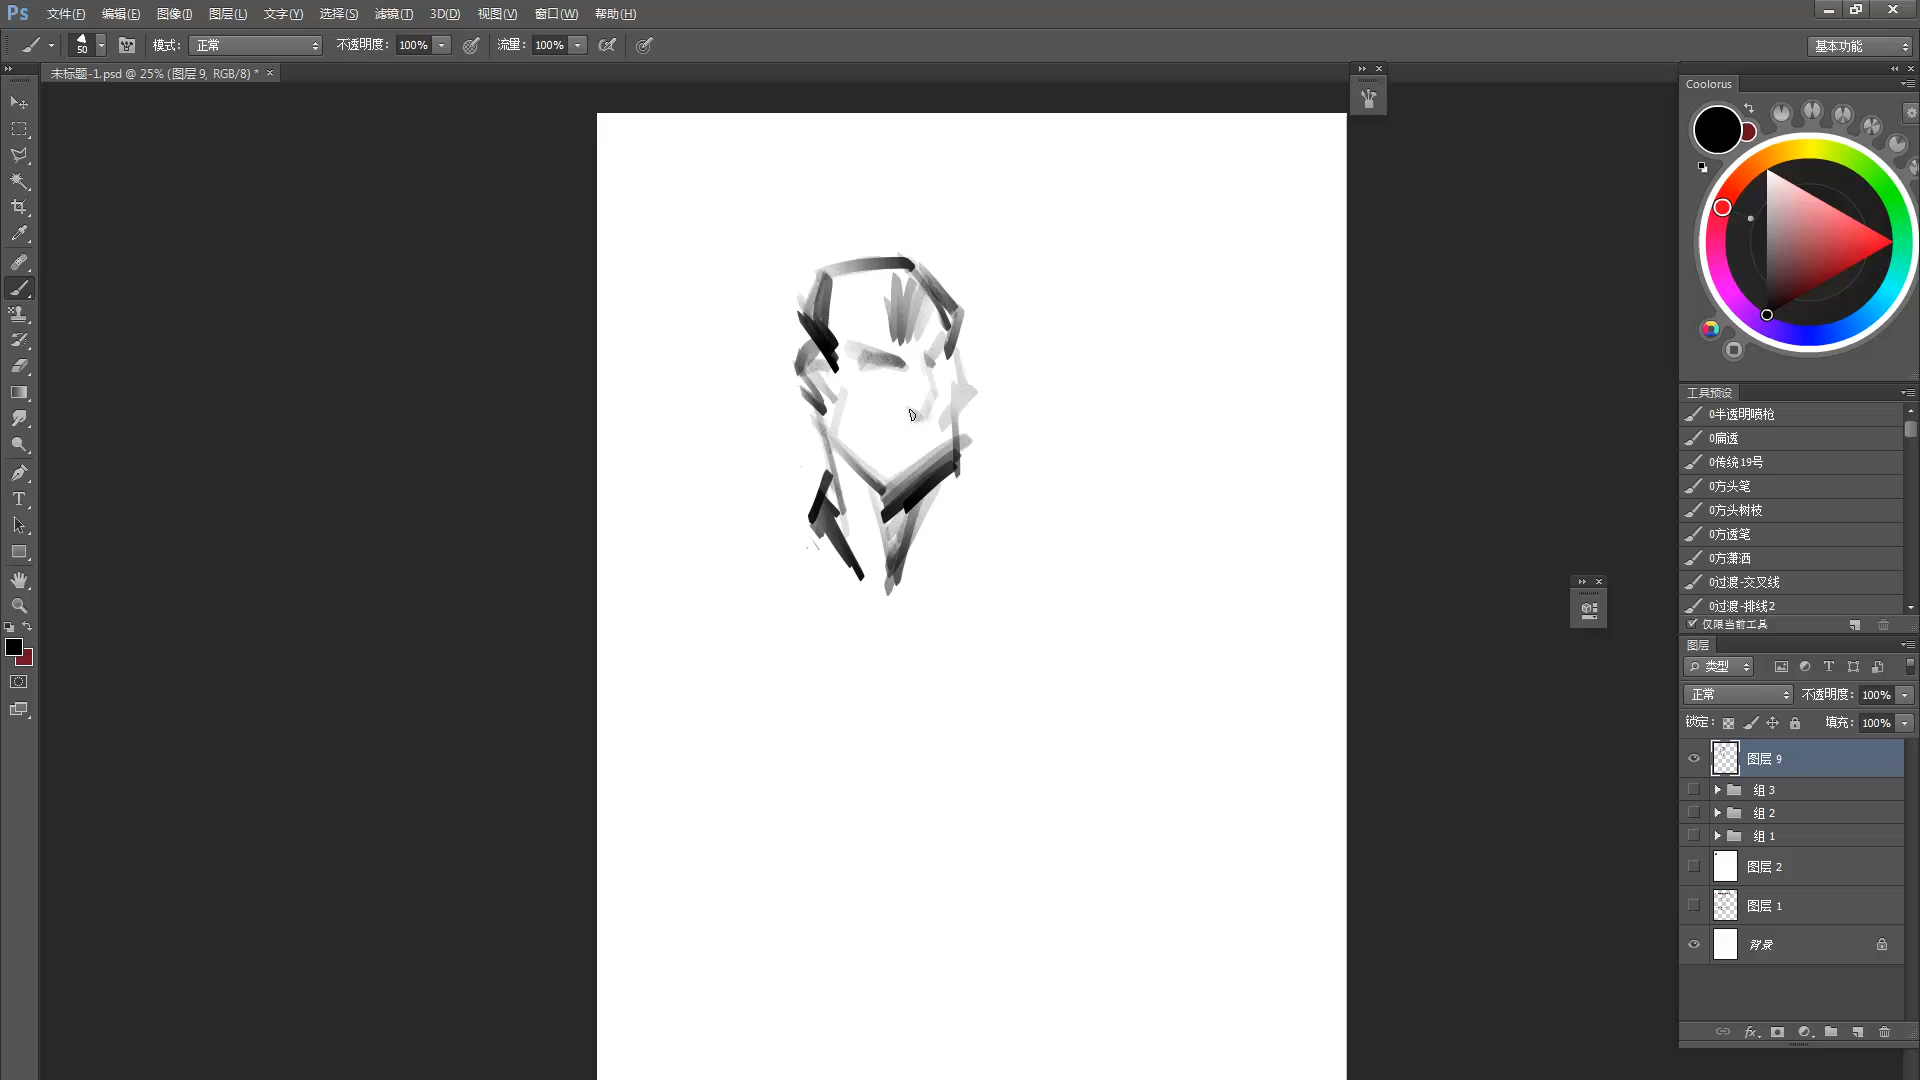 Ps 文件(F) 编辑(E) 图像(I) 图层(L) 文字(Y) 选择(S) 滤镜(T) 3D(D) 视图(V) 窗口(W) 帮助(H)
50 模式: 正常 不透明度: 100% 流量: 100% 基本功能
未标题-1.psd @ 25% (图层 9, RGB/8) * ×
Coolorus
工具预设
0半透明喷枪
0扁透
0传统19号
0方头笔
0方头树枝
0方透笔
0方潇洒
0过渡-交叉线
0过渡-排线2
仅限当前工具
图层
类型
正常 不透明度: 100%
锁定: 填充: 100%
图层 9
组 3
组 2
组 1
图层 2
图层 1
背景
fx